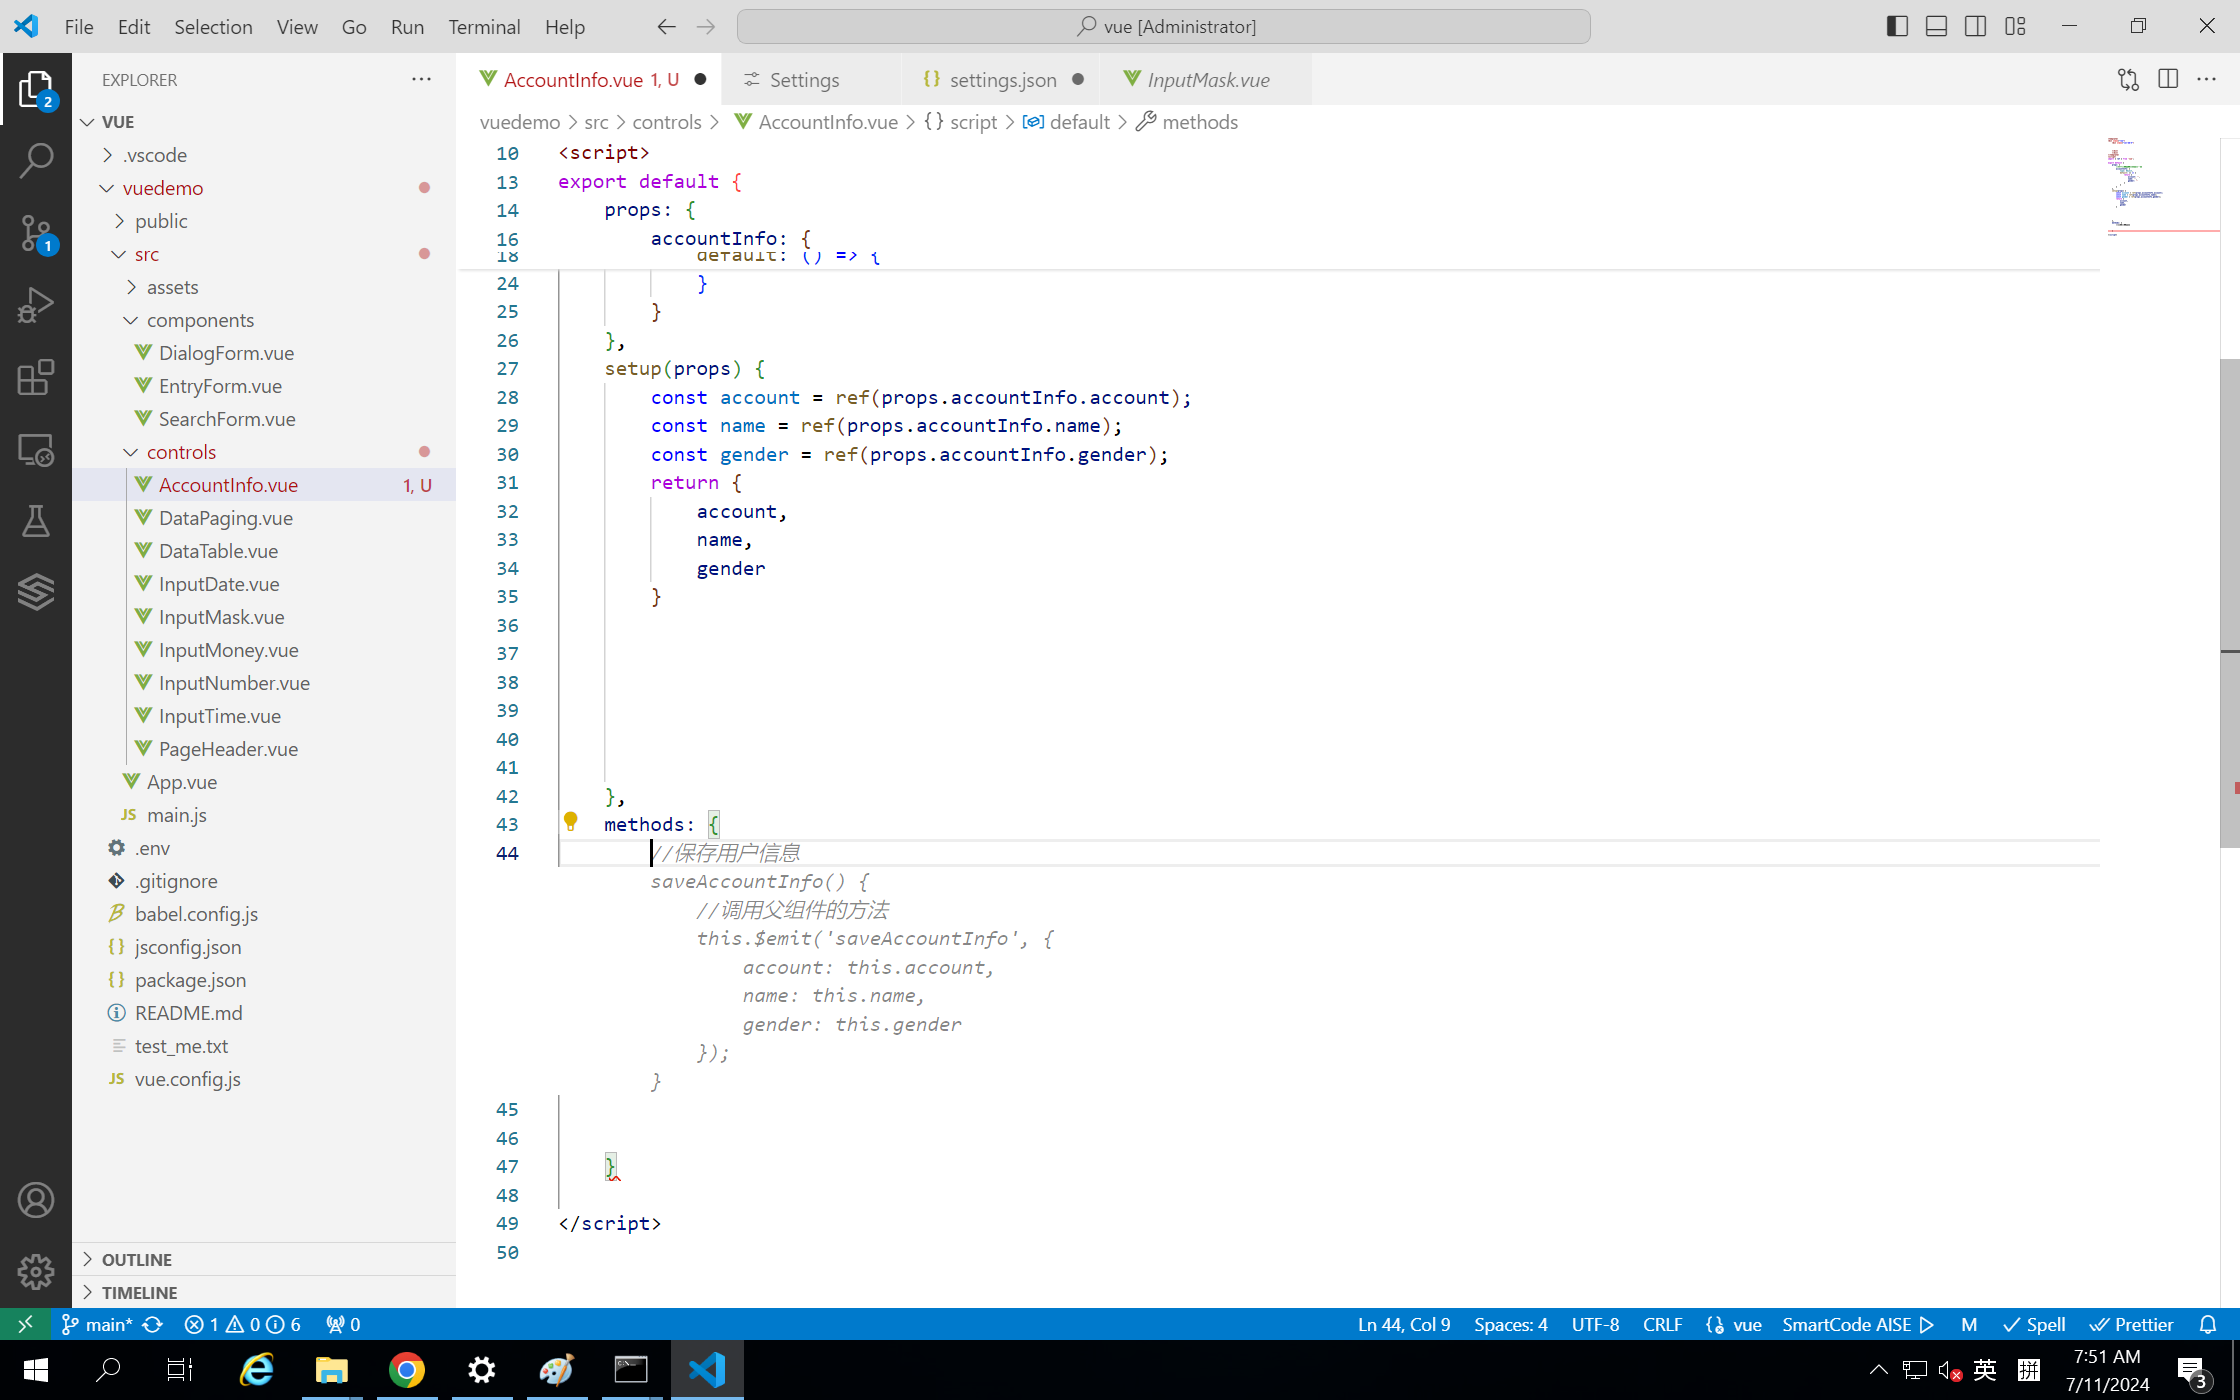 File Edit Selection View Go Run Terminal Help
vue [Administrator]
EXPLORER
AccountInfo.vue 1, U
Settings
settings.json
InputMask.vue
vuedemo > src > controls > AccountInfo.vue > {} script > default > methods
VUE
.vscode
vuedemo
public
src
assets
components
DialogForm.vue
EntryForm.vue
SearchForm.vue
controls
AccountInfo.vue 1, U
DataPaging.vue
DataTable.vue
InputDate.vue
InputMask.vue
InputMoney.vue
InputNumber.vue
InputTime.vue
PageHeader.vue
App.vue
JS main.js
.env
.gitignore
babel.config.js
{} jsconfig.json
{} package.json
README.md
test_me.txt
JS vue.config.js
OUTLINE
TIMELINE
2
1
10 <script>
13 export default {
14 props: {
16 accountInfo: {
18 default: () => {
24 }
25 }
26 },
27 setup(props) {
28 const account = ref(props.accountInfo.account);
29 const name = ref(props.accountInfo.name);
30 const gender = ref(props.accountInfo.gender);
31 return {
32 account,
33 name,
34 gender
35 }
36
37
38
39
40
41
42 },
43 methods: {
44 //保存用户信息
saveAccountInfo() {
//调用父组件的方法
this.$emit('saveAccountInfo', {
account: this.account,
name: this.name,
gender: this.gender
});
}
45
46
47 }
48
49 </script>
50
main* 1 0 6 0
Ln 44, Col 9 Spaces: 4 UTF-8 CRLF vue SmartCode AISE M Spell Prettier
英 拼
7:51 AM
7/11/2024
3